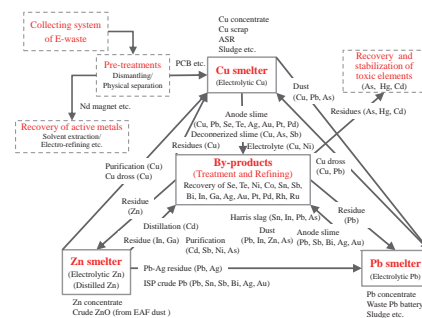 Collecting system
of E-waste
Cu concentrate
Cu scrap
ASR
Sludge etc.
Pre-treatments
Dismantling/
Physical separation
PCB etc.
Cu smelter
(Electrolytic Cu)
Recovery and
stabilization of
toxic elements
(As, Hg, Cd)
Dust
(Cu, Pb, As)
Nd magnet etc.
Residues (As, Hg, Cd)
Recovery of active metals
Solvent extraction/
Electro-refining etc.
Anode slime
(Cu, Pb, Se, Te, Ag, Au, Pt, Pd)
Decoppernized slime (Cu, As, Sb)
Residues (Cu)
Electrolyte (Cu, Ni)
Purification (Cu)
Cu dross (Cu)
By-products
(Treatment and Refining)
Recovery of Se, Te, Ni, Co, Sn, Sb,
Bi, In, Ga, Ag, Au, Pt, Pd, Rh, Ru
Cu dross
(Cu, Pb)
Residue
(Zn)
Harris slag (Sn, In, Pb, As)
Residue
(Pb)
Distillation (Cd)
Residue (In, Ga)
Purification
(Cd, Sb, Ni, As)
Dust
(Pb, In, Zn, As)
Anode slime
(Pb, Sb, Bi, Ag, Au)
Zn smelter
(Electrolytic Zn)
(Distilled Zn)
Pb-Ag residue (Pb, Ag)
ISP crude Pb (Pb, Sn, Sb, Bi, Ag, Au)
Pb smelter
(Electrolytic Pb)
Zn concentrate
Crude ZnO (from EAF dust )
Pb concentrate
Waste Pb battery
Sludge etc.